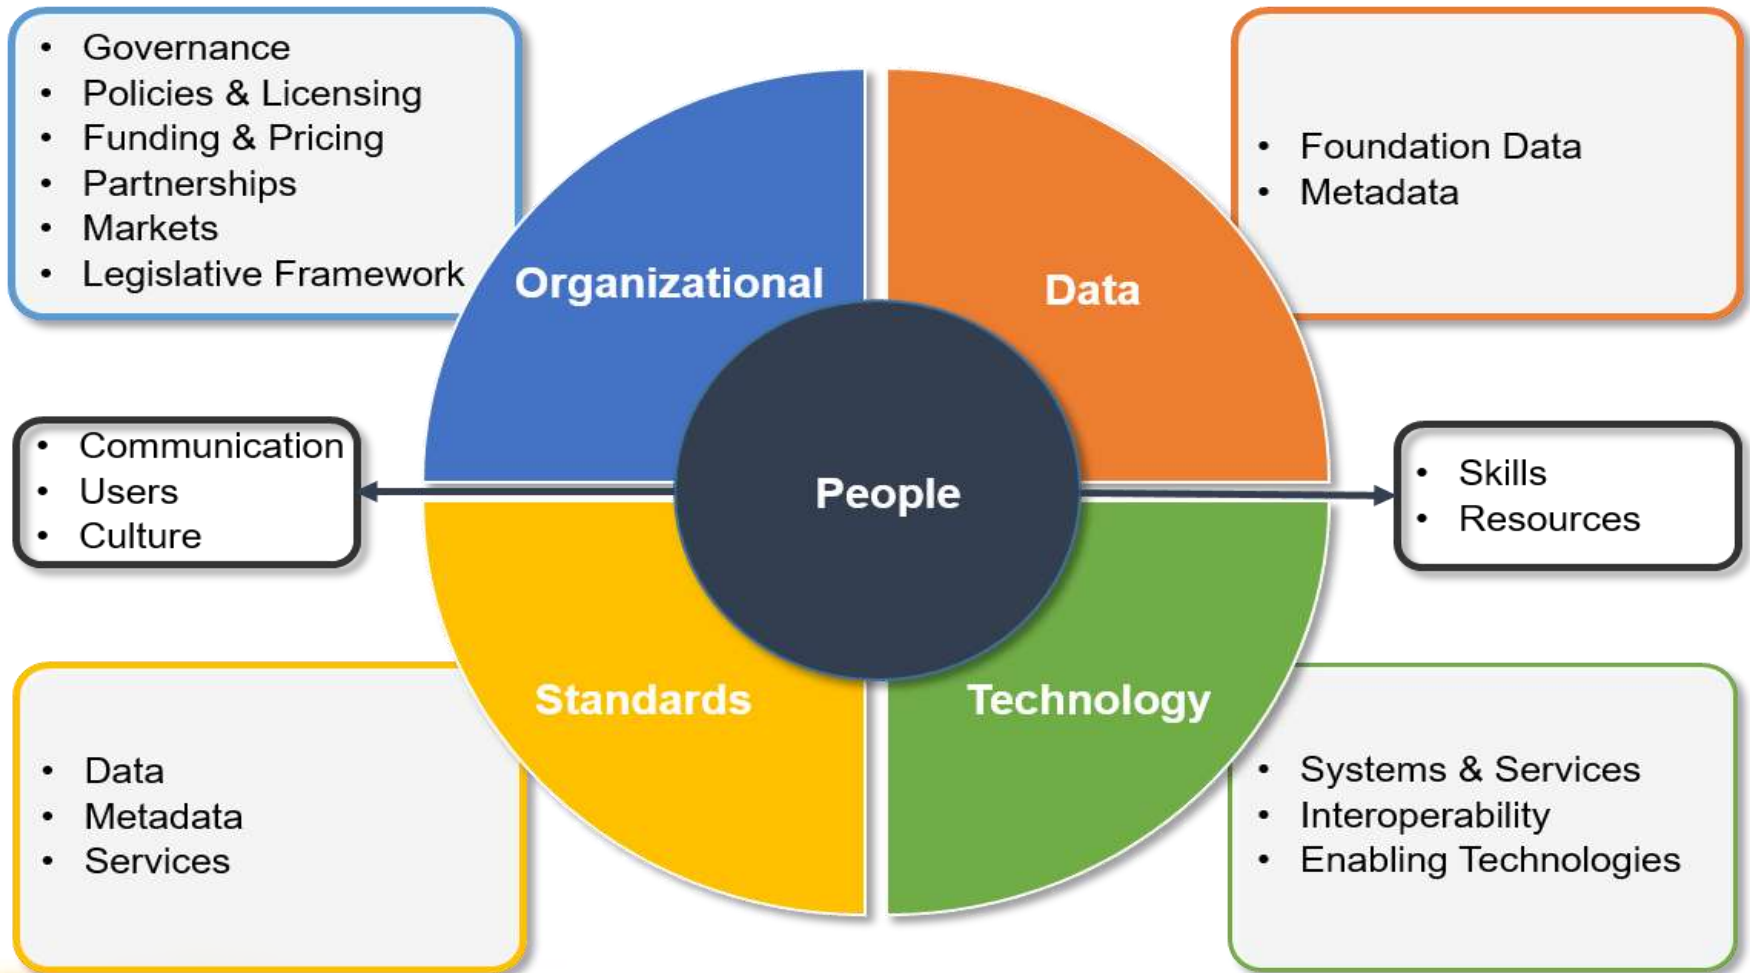 • Governance
• Policies & Licensing
• Funding & Pricing
• Partnerships
• Markets
• Legislative Framework
• Foundation Data
• Metadata
Organizational
Data
• Communication
• Users
• Culture
People
• Skills
• Resources
Standards
Technology
• Data
• Metadata
• Services
• Systems & Services
• Interoperability
• Enabling Technologies